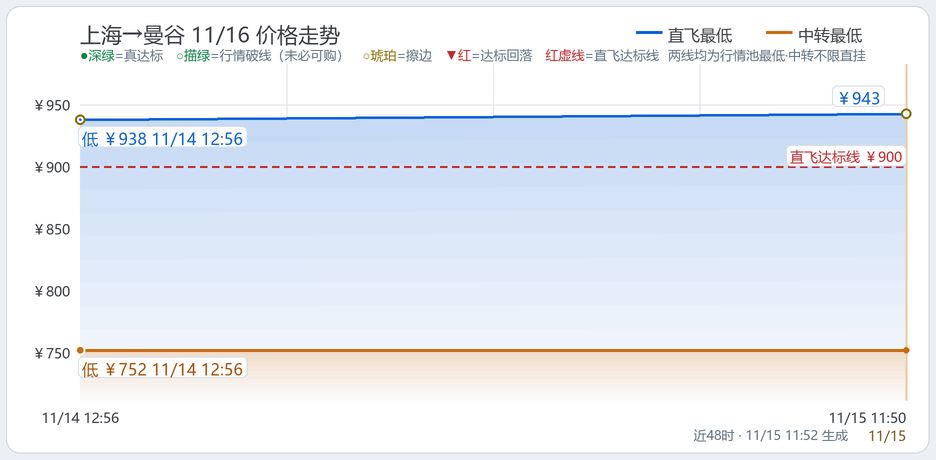 上海→曼谷 11/16 价格走势
直飞最低 中转最低
●深绿=真达标 ○描绿=行情破线（未必可购） ○琥珀=擦边 ▼红=达标回落 红虚线=直飞达标线 两线均为行情池最低·中转不限直挂
¥950
¥943
低 ¥938 11/14 12:56
直飞达标线 ¥900
¥900
¥850
¥800
¥750
低 ¥752 11/14 12:56
11/14 12:56
11/15 11:50
近48时 · 11/15 11:52 生成 11/15